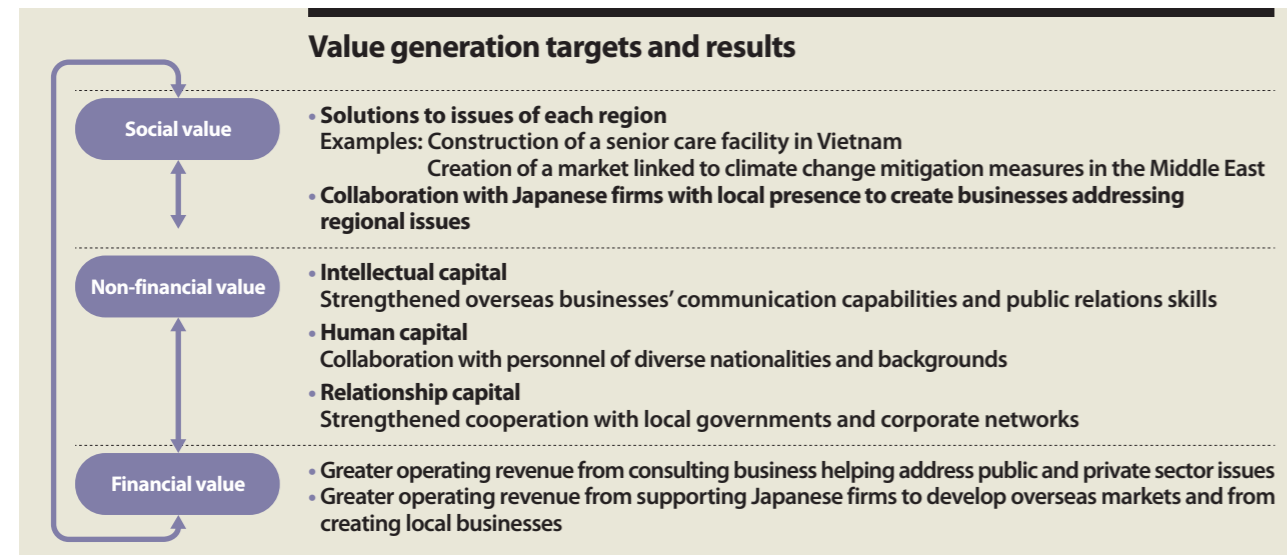 Value generation targets and results
Social value
• Solutions to issues of each region
Examples: Construction of a senior care facility in Vietnam
Creation of a market linked to climate change mitigation measures in the Middle East
• Collaboration with Japanese firms with local presence to create businesses addressing
regional issues
Non-financial value
• Intellectual capital
Strengthened overseas businesses’ communication capabilities and public relations skills
• Human capital
Collaboration with personnel of diverse nationalities and backgrounds
• Relationship capital
Strengthened cooperation with local governments and corporate networks
Financial value
• Greater operating revenue from consulting business helping address public and private sector issues
• Greater operating revenue from supporting Japanese firms to develop overseas markets and from
creating local businesses